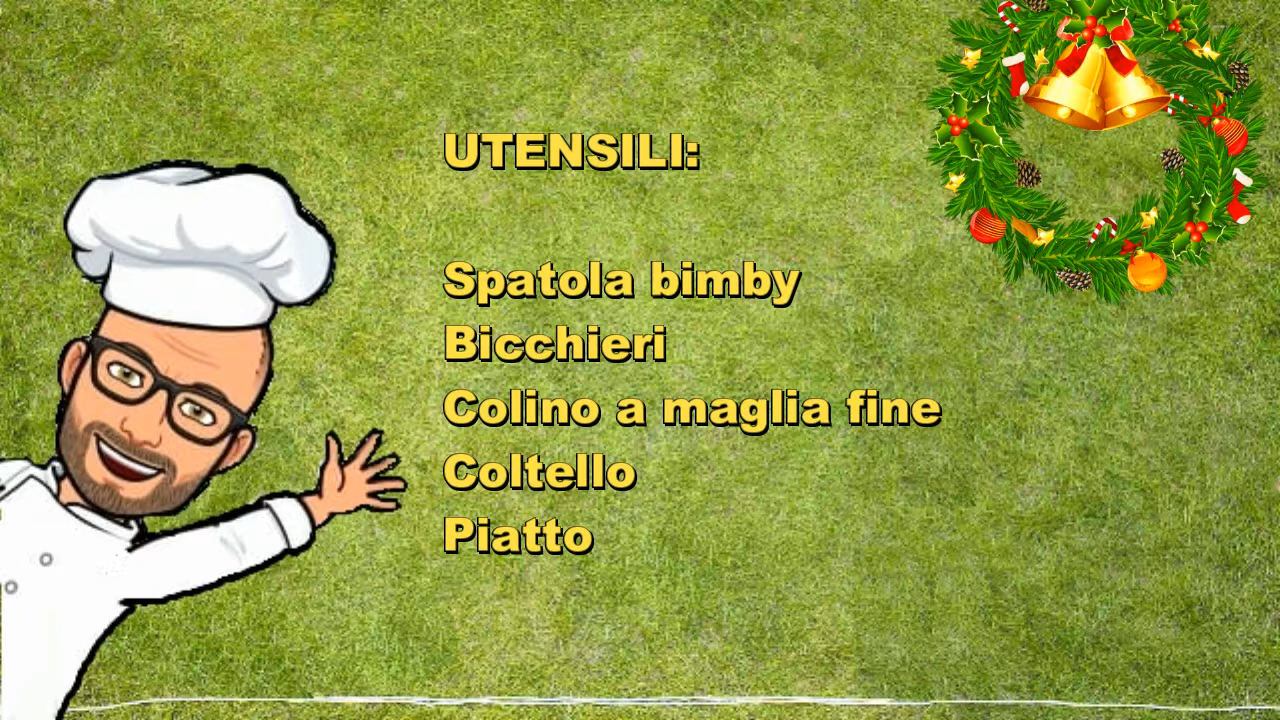 UTENSILI:
Spatola bimby
Bicchieri
Colino a maglia fine
Coltello
Piatto